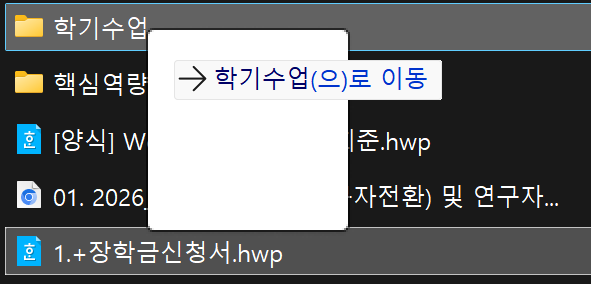 학기수업
학기수업(으)로 이동
핵심역량
[양식] W 지준.hwp
01. 2026_ 자전환) 및 연구자...
1.+장학금신청서.hwp